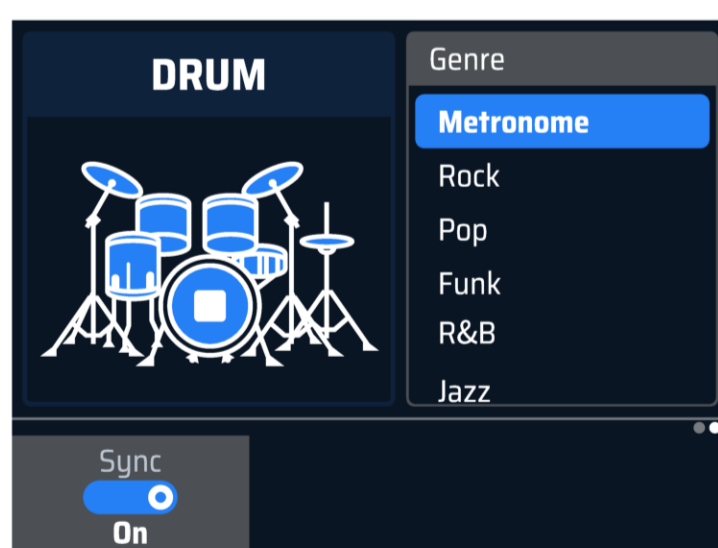 DRUM
Genre
Metronome
Rock
Pop
Funk
R&B
Jazz
Sync
On